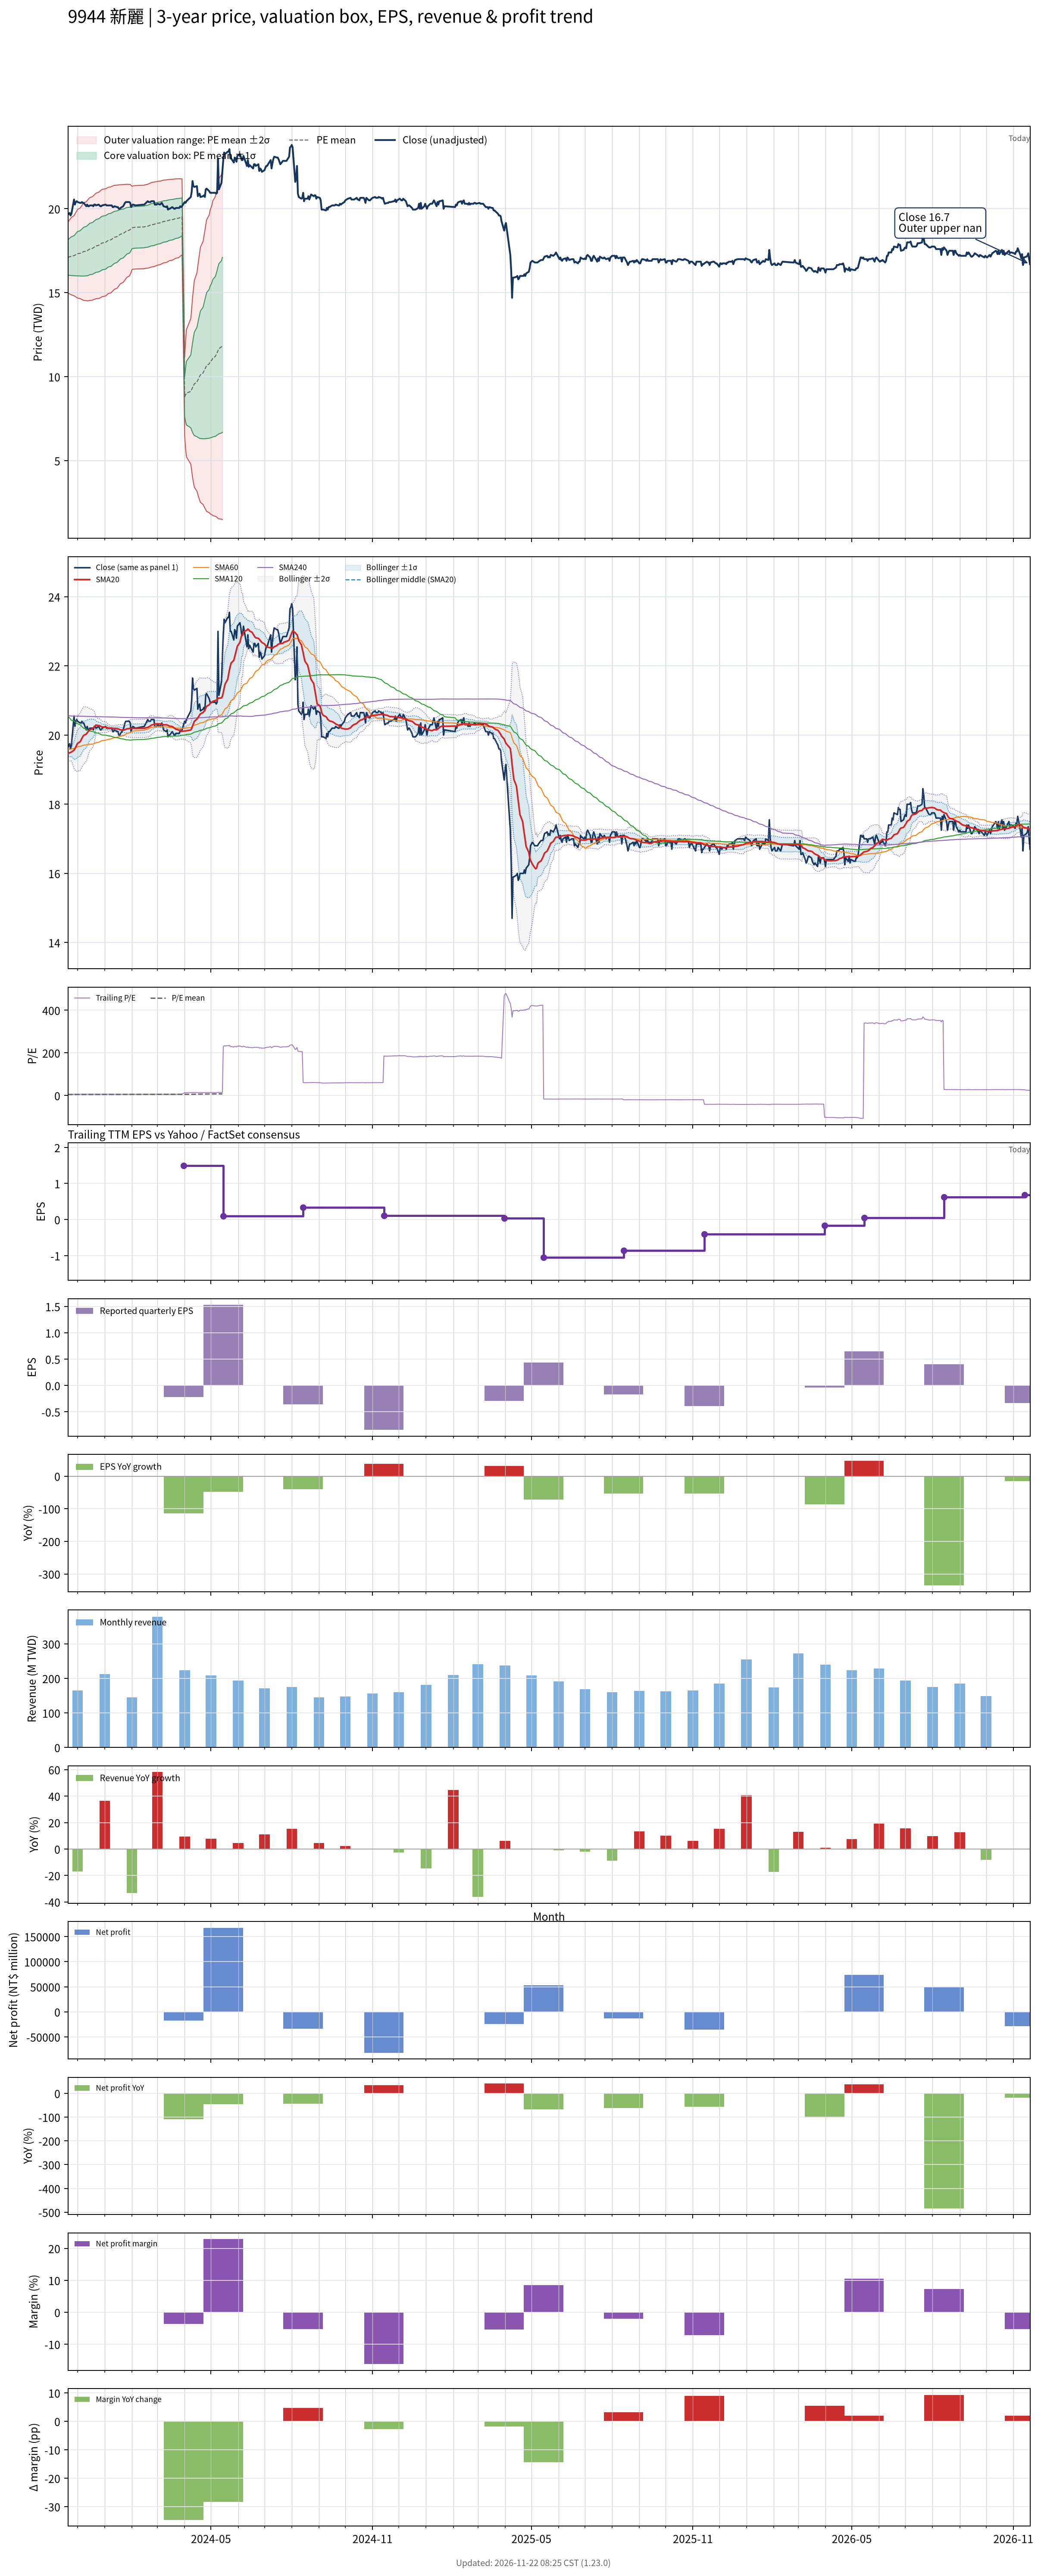 9944 新麗 | 3-year price, valuation box, EPS, revenue & profit trend
Outer valuation range: PE mean ±2σ
PE mean
Close (unadjusted)
Core valuation box: PE mean ±1σ
Today
Close 16.7
Outer upper nan
Price (TWD)
20
15
10
5
Close (same as panel 1)
SMA20
SMA60
SMA120
SMA240
Bollinger ±2σ
Bollinger ±1σ
Bollinger middle (SMA20)
Price
24
22
20
18
16
14
Trailing P/E
P/E mean
P/E
400
200
0
Trailing TTM EPS vs Yahoo / FactSet consensus
Today
EPS
2
1
0
-1
Reported quarterly EPS
EPS
1.5
1.0
0.5
0.0
-0.5
EPS YoY growth
YoY (%)
0
-100
-200
-300
Monthly revenue
Revenue (M TWD)
300
200
100
0
Revenue YoY growth
YoY (%)
60
40
20
0
-20
-40
Month
Net profit
Net profit (NT$ million)
150000
100000
50000
0
-50000
Net profit YoY
YoY (%)
0
-100
-200
-300
-400
-500
Net profit margin
Margin (%)
20
10
0
-10
Margin YoY change
Δ margin (pp)
10
0
-10
-20
-30
2024-05
2024-11
2025-05
2025-11
2026-05
2026-11
Updated: 2026-11-22 08:25 CST (1.23.0)